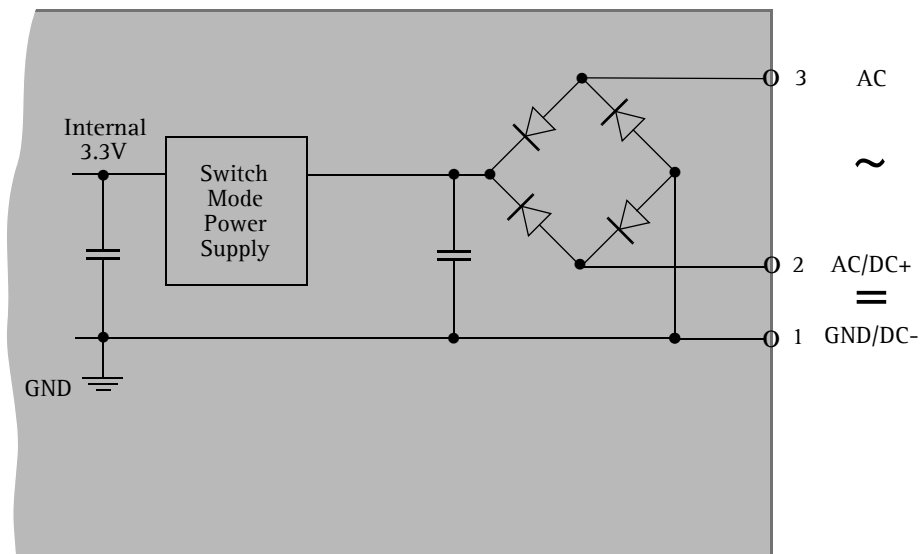 3 AC
Internal
3.3V
Switch
Mode
Power
Supply
~
2 AC/DC+
=
1 GND/DC-
GND